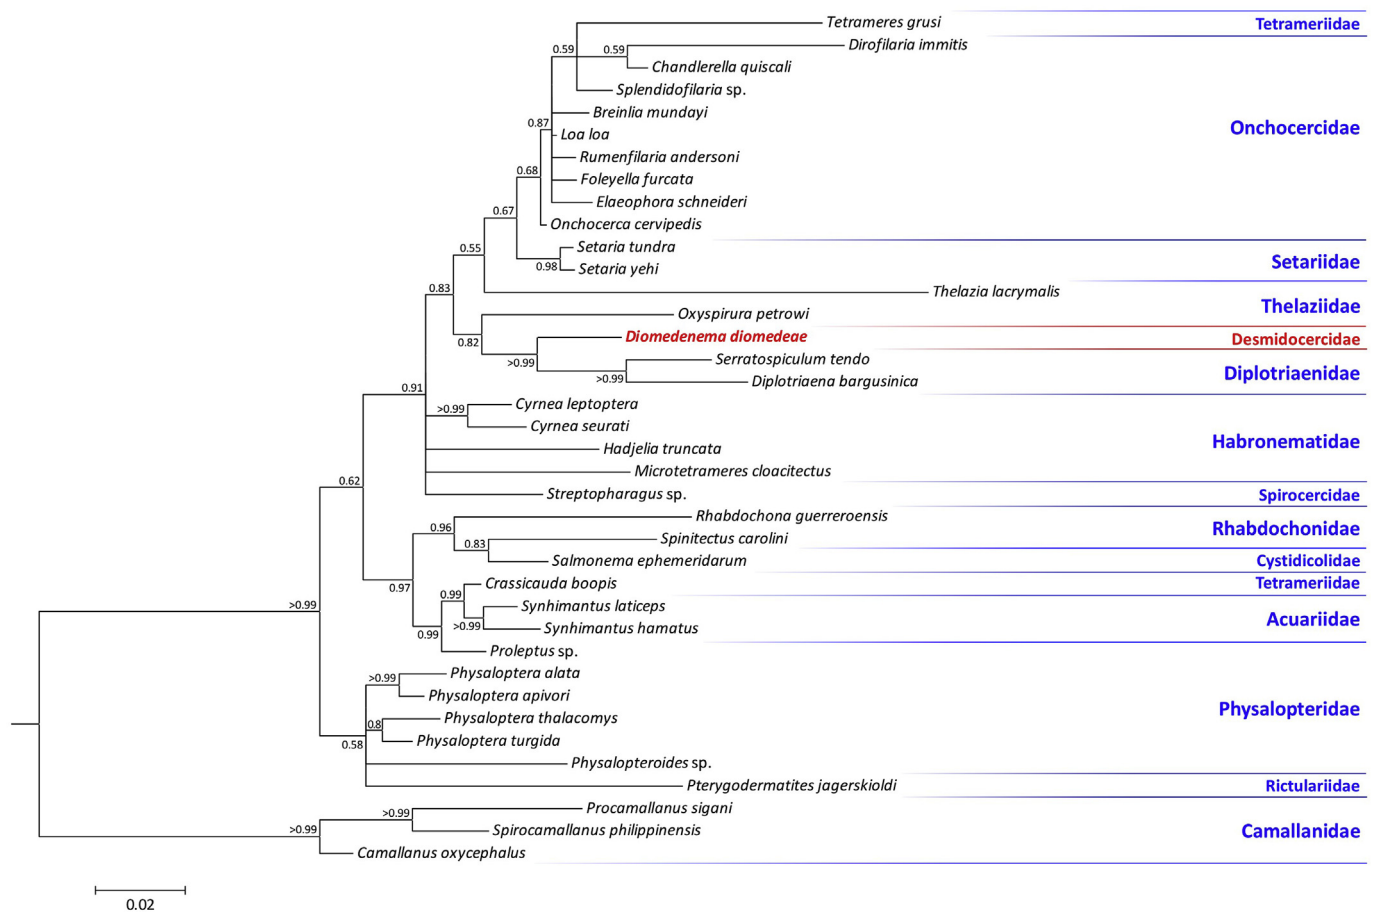 Tetrameres grusi
Tetrameriidae
Dirofilaria immitis
0.59
0.59
Chandlerella quiscali
Splendidofilaria sp.
Breinlia mundayi
0.87
Onchocercidae
Loa loa
Rumenfilaria andersoni
0.68
Foleyella furcata
Elaeophora schneideri
0.67
Onchocerca cervipedis
Setaria tundra
0.55
0.98
Setaria yehi
Setariidae
0.83
Thelazia lacrymalis
Thelaziidae
Oxyspirura petrowi
0.82
Diomedenema diomedeae
Desmidocercidae
>0.99
Serratospiculum tendo
>0.99
Diplotriaena bargusinica
Diplotriaenidae
0.91
Cyrnea leptoptera
>0.99
Cyrnea seurati
Habronematidae
Hadjelia truncata
Microtetrameres cloacitectus
0.62
Streptopharagus sp.
Spirocercidae
Rhabdochona guerreroensis
0.96
Rhabdochonidae
Spinitectus carolini
0.83
Salmonema ephemeridarum
Cystidicolidae
0.97
Crassicauda boopis
Tetrameriidae
0.99
Synhimantus laticeps
>0.99
>0.99
Acuariidae
Synhimantus hamatus
0.99
Proleptus sp.
Physaloptera alata
>0.99
Physaloptera apivori
Physalopteridae
Physaloptera thalacomys
0.8
0.58
Physaloptera turgida
Physalopteroides sp.
Pterygodermatites jagerskioldi
Rictulariidae
Procamallanus sigani
>0.99
>0.99
Spirocamallanus philippinensis
Camallanidae
Camallanus oxycephalus
0.02